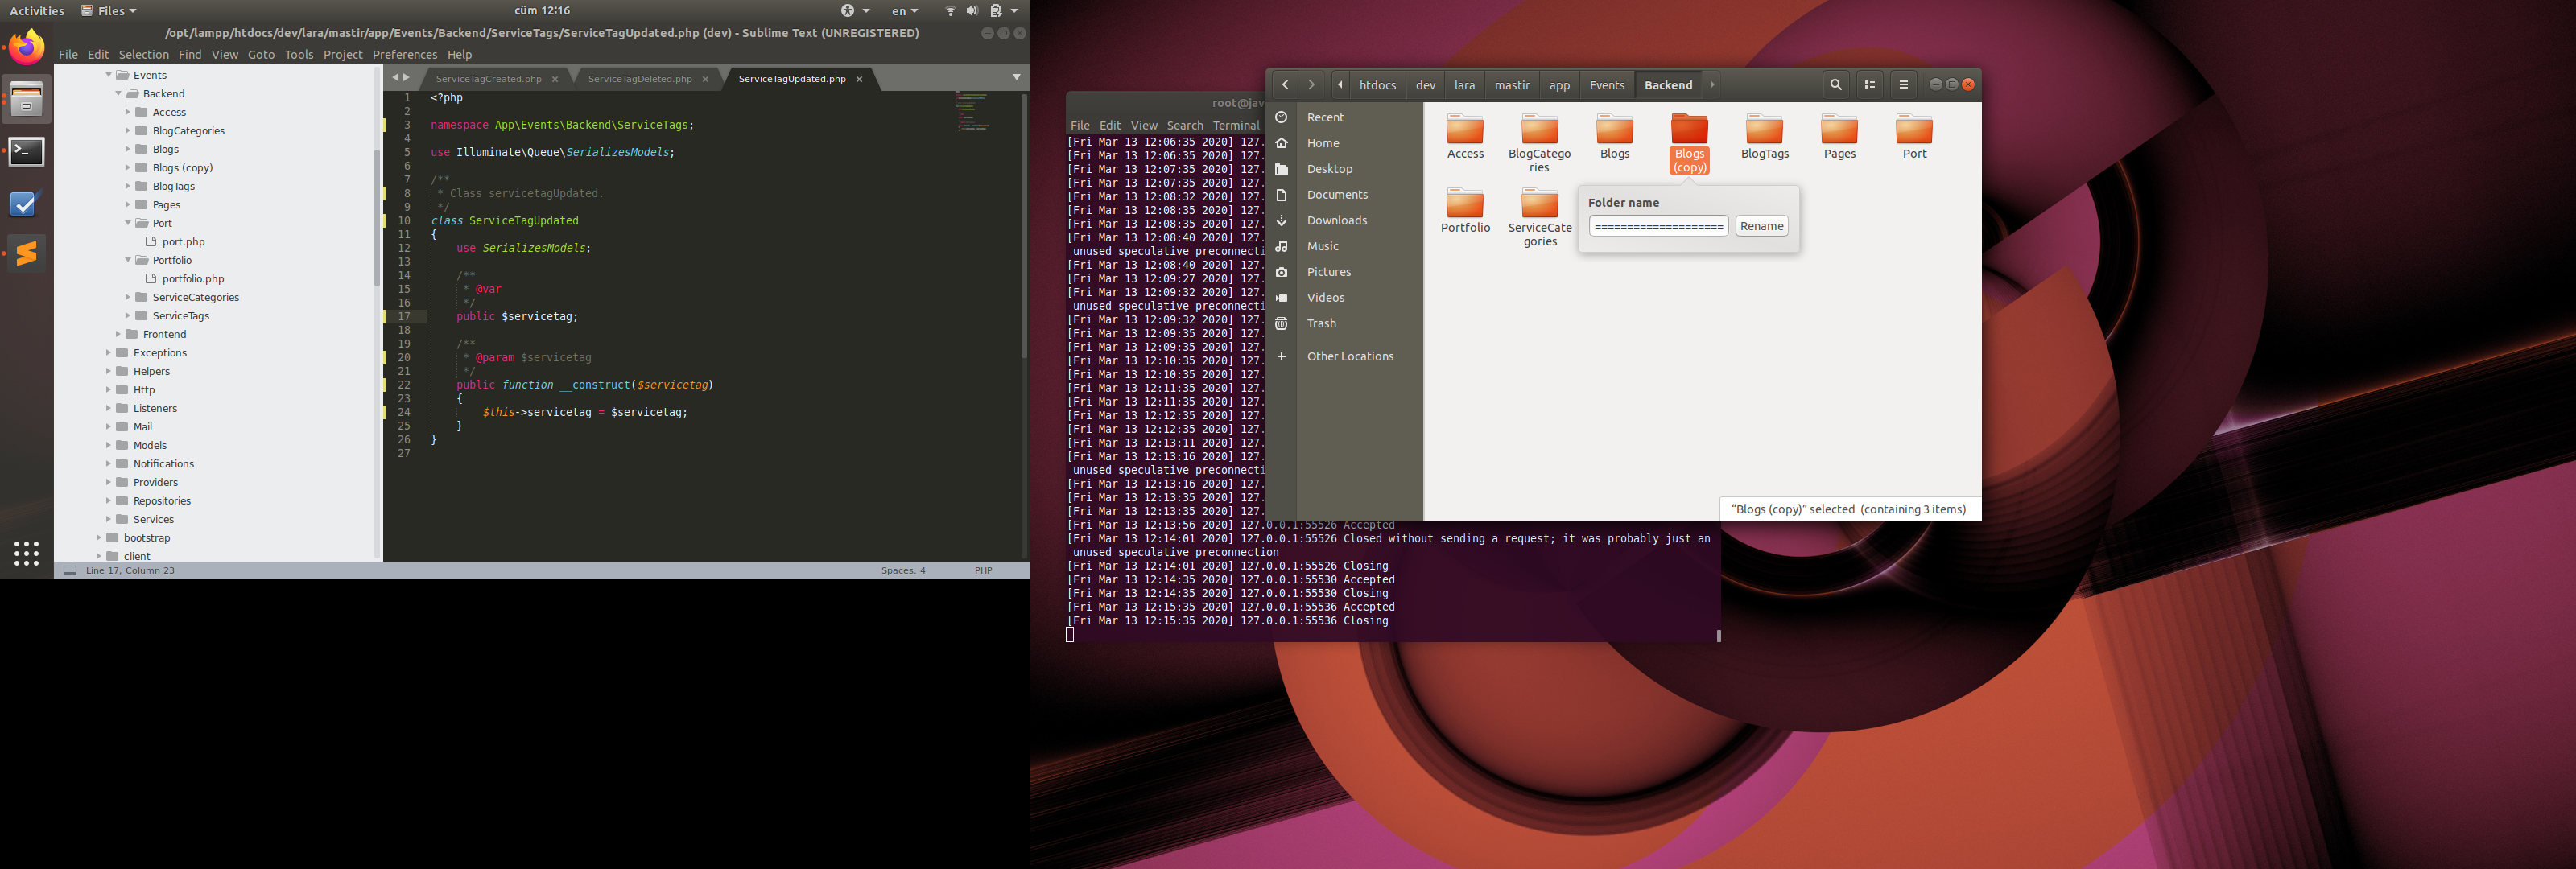 Activities Files cüm 12:16 en
/opt/lampp/htdocs/dev/lara/mastir/app/Events/Backend/ServiceTags/ServiceTagUpdated.php (dev) - Sublime Text (UNREGISTERED)
File Edit Selection Find View Goto Tools Project Preferences Help
Events
Backend
Access
BlogCategories
Blogs
Blogs (copy)
BlogTags
Pages
Port
port.php
Portfolio
portfolio.php
ServiceCategories
ServiceTags
Frontend
Exceptions
Helpers
Http
Listeners
Mail
Models
Notifications
Providers
Repositories
Services
bootstrap
client
ServiceTagCreated.php ServiceTagDeleted.php ServiceTagUpdated.php
1 <?php
2
3 namespace App\Events\Backend\ServiceTags;
4
5 use Illuminate\Queue\SerializesModels;
6
7 /**
8 * Class servicetagUpdated.
9 */
10 class ServiceTagUpdated
11 {
12 use SerializesModels;
13
14 /**
15 * @var
16 */
17 public $servicetag;
18
19 /**
20 * @param $servicetag
21 */
22 public function __construct($servicetag)
23 {
24 $this->servicetag = $servicetag;
25 }
26 }
27
Line 17, Column 23 Spaces: 4 PHP
root@jav
File Edit View Search Terminal
[Fri Mar 13 12:06:35 2020] 127.
[Fri Mar 13 12:06:35 2020] 127.
[Fri Mar 13 12:07:35 2020] 127.
[Fri Mar 13 12:07:35 2020] 127.
[Fri Mar 13 12:08:32 2020] 127.
[Fri Mar 13 12:08:35 2020] 127.
[Fri Mar 13 12:08:35 2020] 127.
[Fri Mar 13 12:08:40 2020] 127.
unused speculative preconnecti
[Fri Mar 13 12:08:40 2020] 127.
[Fri Mar 13 12:09:27 2020] 127.
[Fri Mar 13 12:09:32 2020] 127.
unused speculative preconnecti
[Fri Mar 13 12:09:32 2020] 127.
[Fri Mar 13 12:09:35 2020] 127.
[Fri Mar 13 12:09:35 2020] 127.
[Fri Mar 13 12:10:35 2020] 127.
[Fri Mar 13 12:10:35 2020] 127.
[Fri Mar 13 12:11:35 2020] 127.
[Fri Mar 13 12:11:35 2020] 127.
[Fri Mar 13 12:12:35 2020] 127.
[Fri Mar 13 12:12:35 2020] 127.
[Fri Mar 13 12:13:11 2020] 127.
[Fri Mar 13 12:13:16 2020] 127.
unused speculative preconnecti
[Fri Mar 13 12:13:16 2020] 127.
[Fri Mar 13 12:13:35 2020] 127.
[Fri Mar 13 12:13:35 2020] 127.
[Fri Mar 13 12:13:56 2020] 127.0.0.1:55526 Accepted
[Fri Mar 13 12:14:01 2020] 127.0.0.1:55526 Closed without sending a request; it was probably just an
unused speculative preconnection
[Fri Mar 13 12:14:01 2020] 127.0.0.1:55526 Closing
[Fri Mar 13 12:14:35 2020] 127.0.0.1:55530 Accepted
[Fri Mar 13 12:14:35 2020] 127.0.0.1:55530 Closing
[Fri Mar 13 12:15:35 2020] 127.0.0.1:55536 Accepted
[Fri Mar 13 12:15:35 2020] 127.0.0.1:55536 Closing
htdocs dev lara mastir app Events Backend
Recent
Home
Desktop
Documents
Downloads
Music
Pictures
Videos
Trash
Other Locations
Access
BlogCatego
ries
Blogs
Blogs
(copy)
BlogTags
Pages
Port
Portfolio
ServiceCate
gories
Folder name
====================
Rename
“Blogs (copy)” selected (containing 3 items)